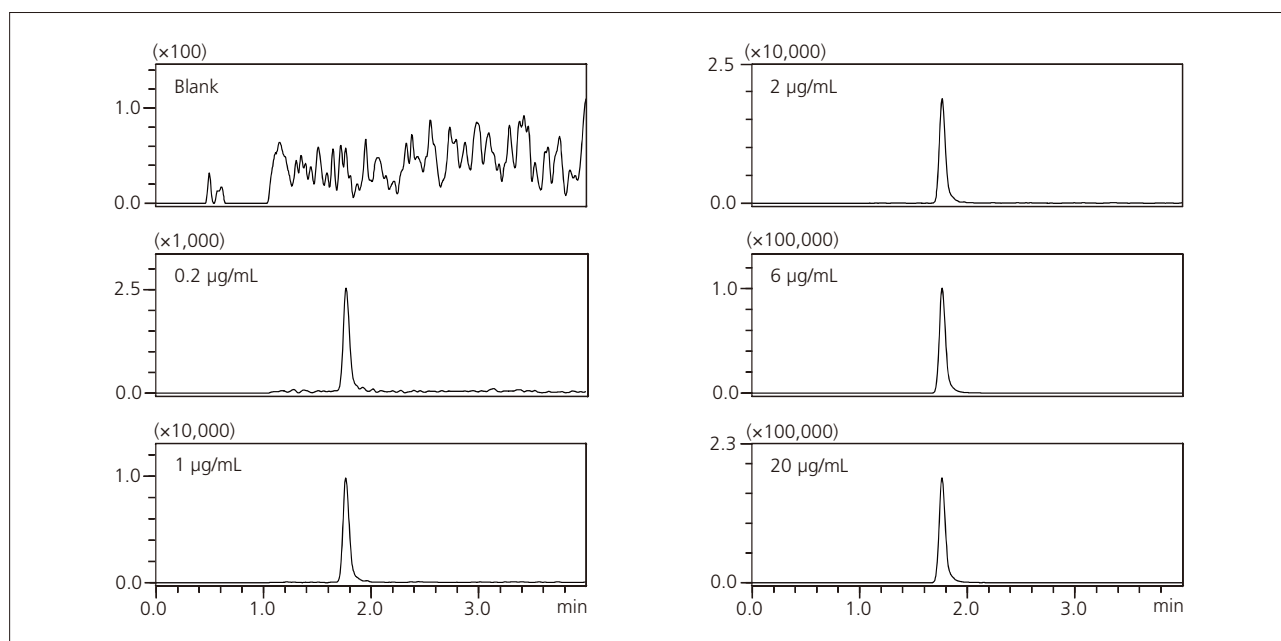 (×100)
Blank
1.0
0.0
(×1,000)
0.2 µg/mL
2.5
0.0
(×10,000)
1 µg/mL
1.0
0.0
0.0 1.0 2.0 3.0 min
(×10,000)
2.5
2 µg/mL
0.0
(×100,000)
6 µg/mL
1.0
0.0
(×100,000)
2.3
20 µg/mL
0.0
0.0 1.0 2.0 3.0 min